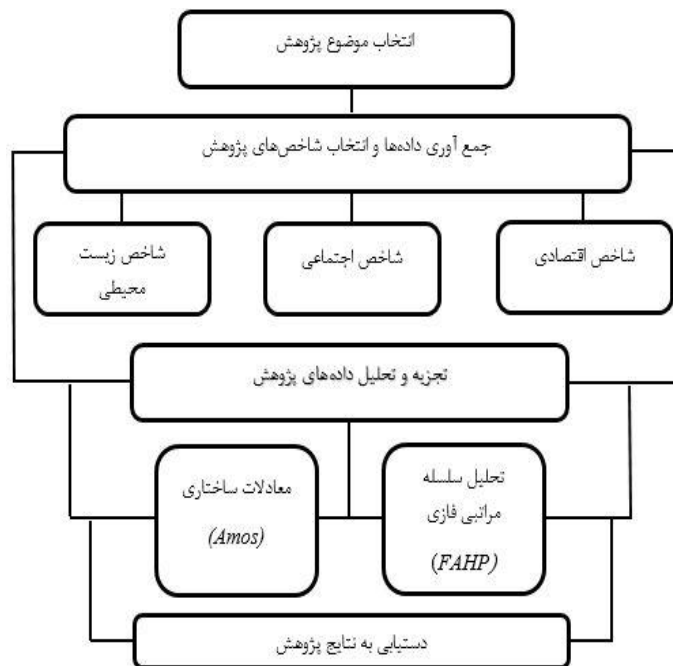 انتخاب موضوع پژوهش
جمع آوری داده‌ها و انتخاب شاخص‌های پژوهش
شاخص اقتصادی
شاخص اجتماعی
شاخص زیست
محیطی
تجزیه و تحلیل داده‌های پژوهش
تحلیل سلسله
مراتبی فازی
(FAHP)
معادلات ساختاری
(Amos)
دستیابی به نتایج پژوهش